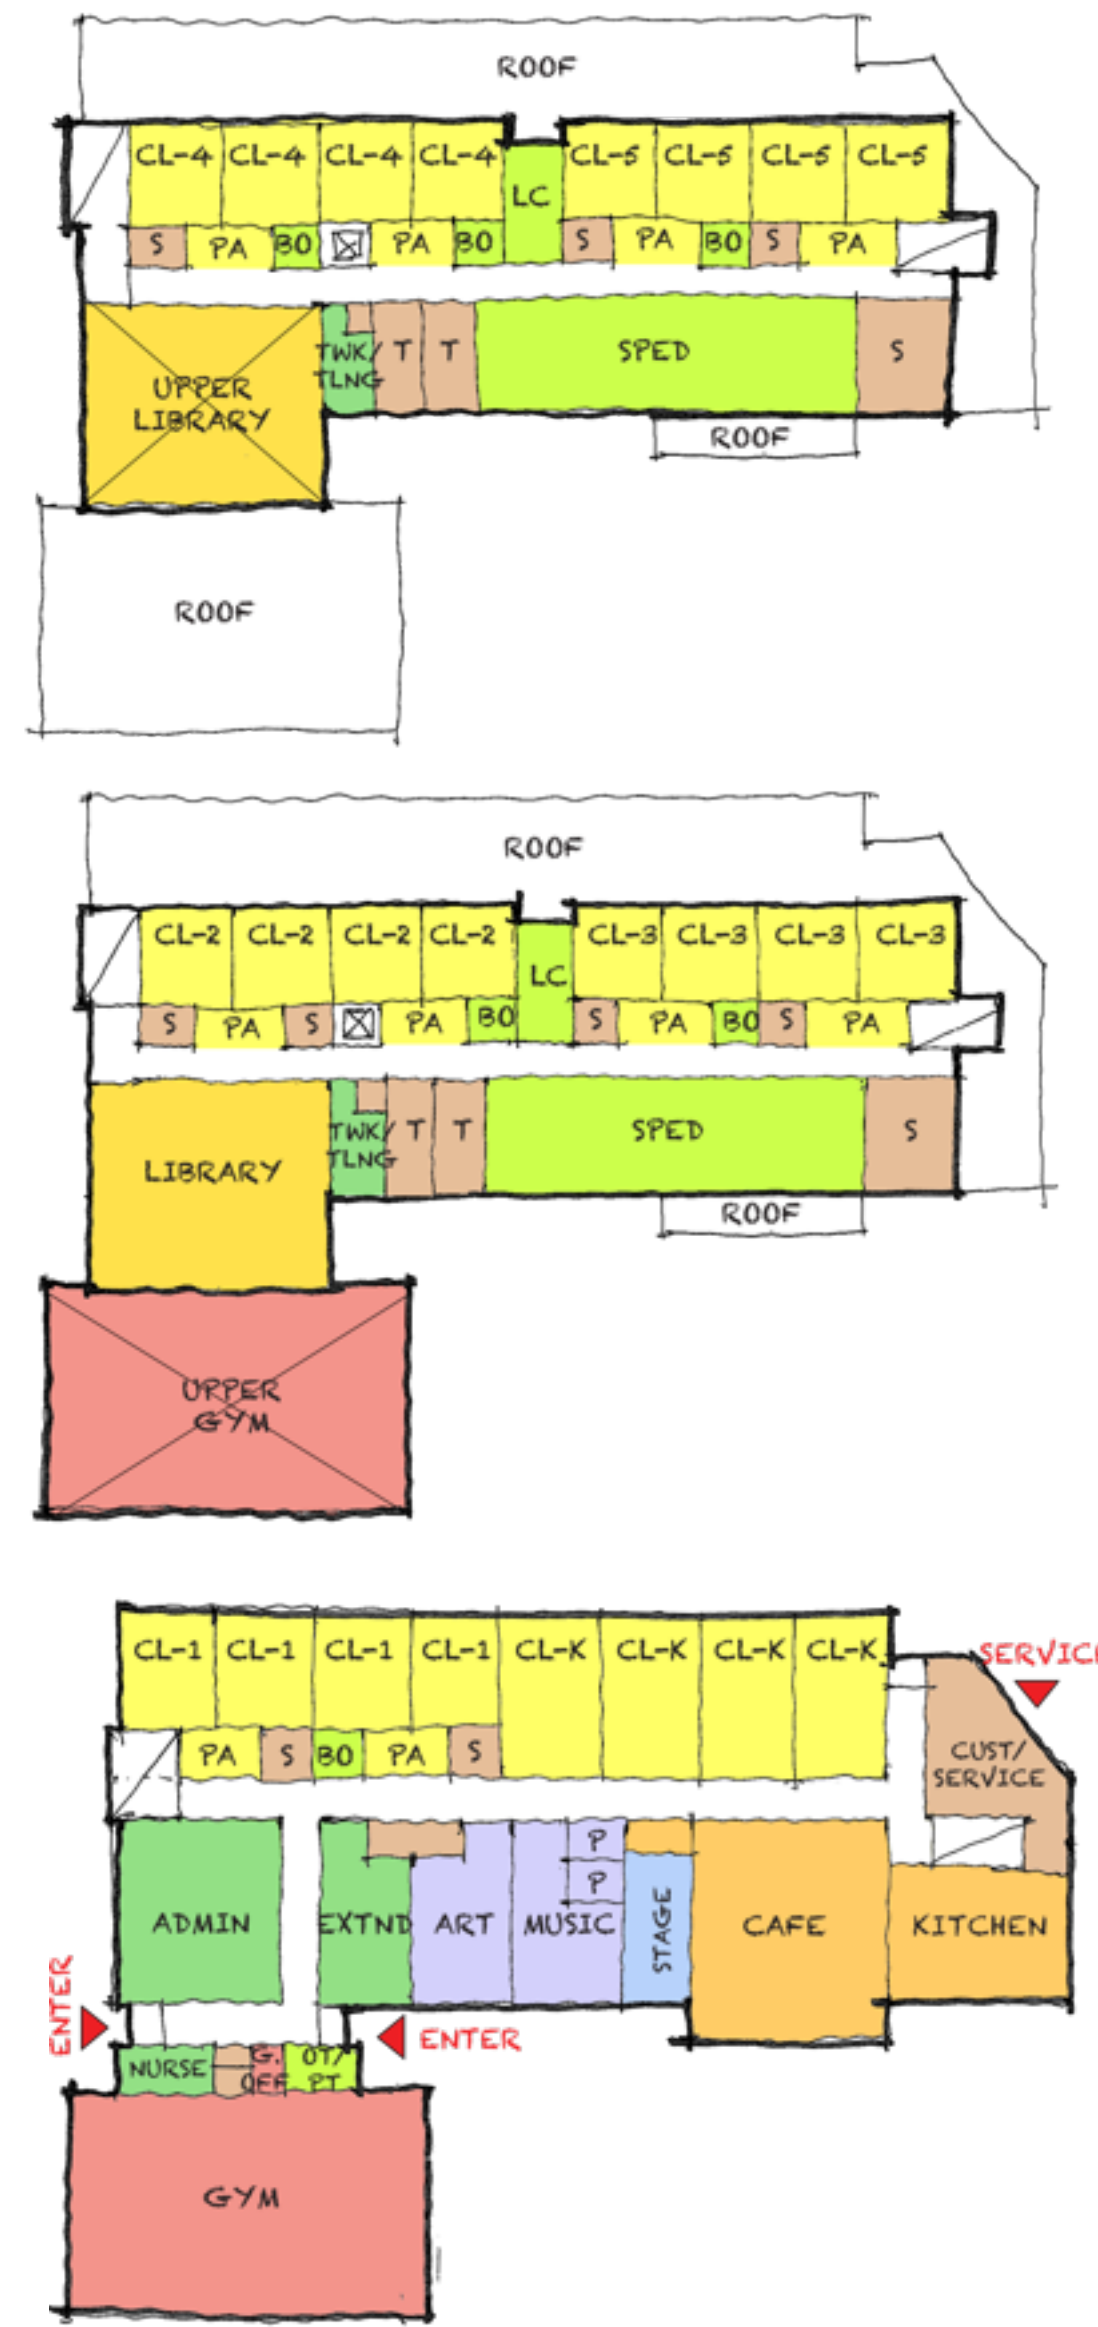 ROOF
CL-4 CL-4 CL-4 CL-4 CL-5 CL-5 CL-5 CL-5
LC
S PA BO PA BO S PA BO S PA
UPPER
LIBRARY
TWK/
TLNG
T T SPED S
ROOF
ROOF
ROOF
CL-2 CL-2 CL-2 CL-2 CL-3 CL-3 CL-3 CL-3
LC
S PA S PA BO S PA BO S PA
LIBRARY
TWK/
TLNG
T T SPED S
ROOF
UPPER
GYM
CL-1 CL-1 CL-1 CL-1 CL-K CL-K CL-K CL-K
SERVICE
PA S BO PA S
CUST/
SERVICE
P
P
ADMIN EXTND ART MUSIC STAGE CAFE KITCHEN
ENTER
ENTER
NURSE
G.
OFF.
OT/
PT
GYM